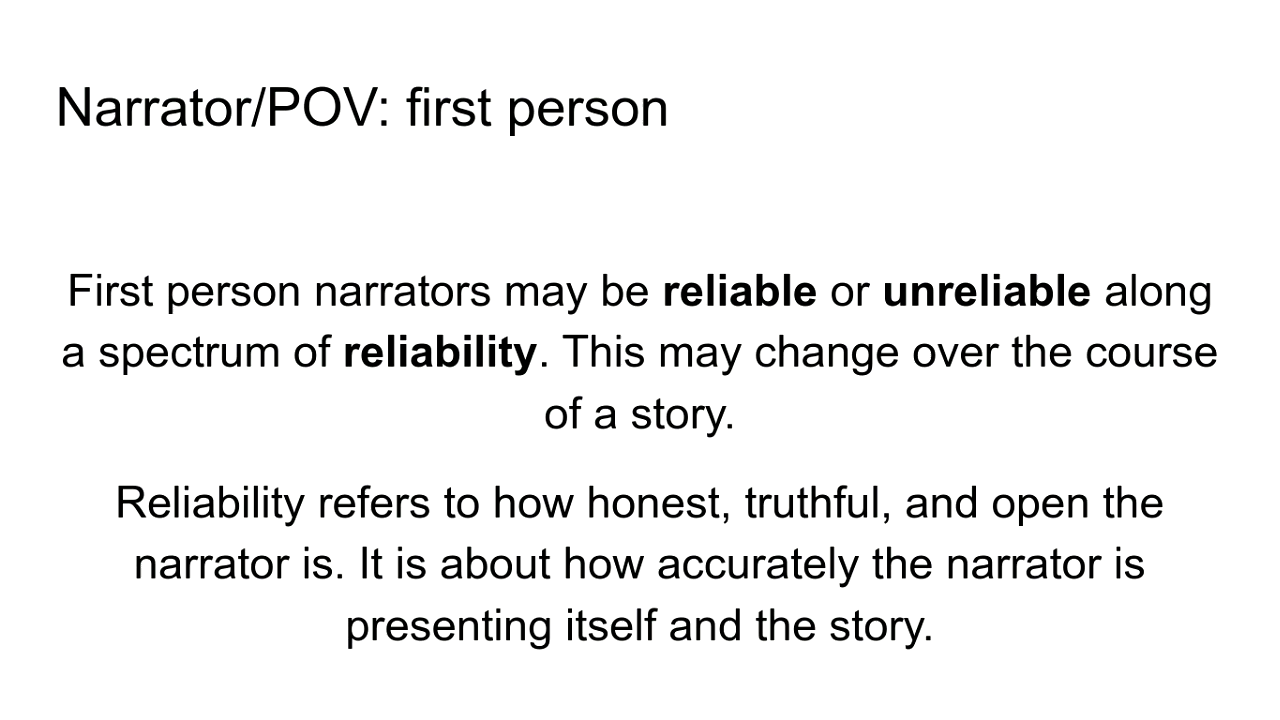 Narrator/POV: first person
First person narrators may be reliable or unreliable along
a spectrum of reliability. This may change over the course
of a story.
Reliability refers to how honest, truthful, and open the
narrator is. It is about how accurately the narrator is
presenting itself and the story.